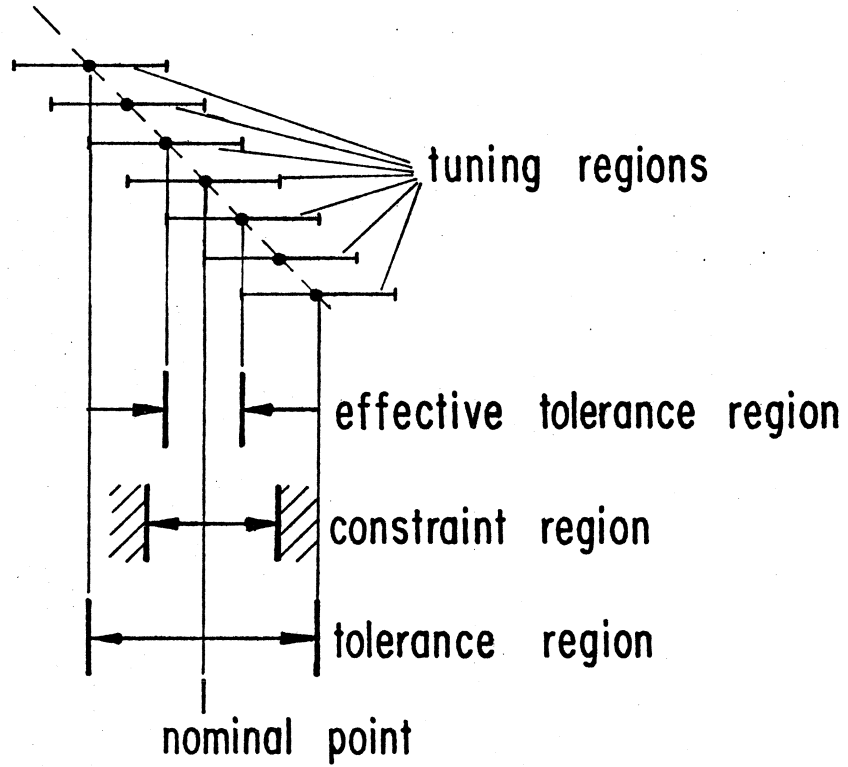 tuning regions
effective tolerance region
constraint region
tolerance region
nominal point